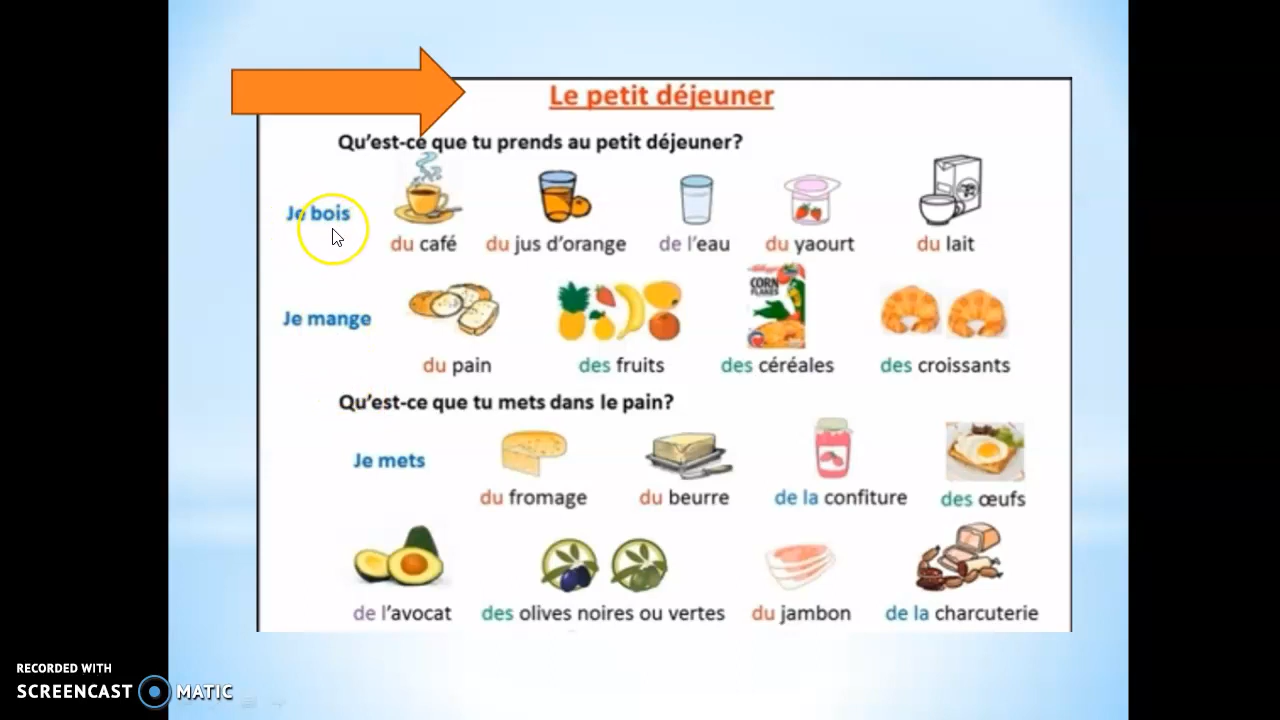 Le petit déjeuner
Qu'est-ce que tu prends au petit déjeuner?
Je bois
du café du jus d'orange de l'eau du yaourt du lait
CORN
FLAKES
Je mange
du pain des fruits des céréales des croissants
Qu'est-ce que tu mets dans le pain?
Je mets
du fromage du beurre de la confiture des œufs
de l'avocat des olives noires ou vertes du jambon de la charcuterie
RECORDED WITH
SCREENCAST MATIC